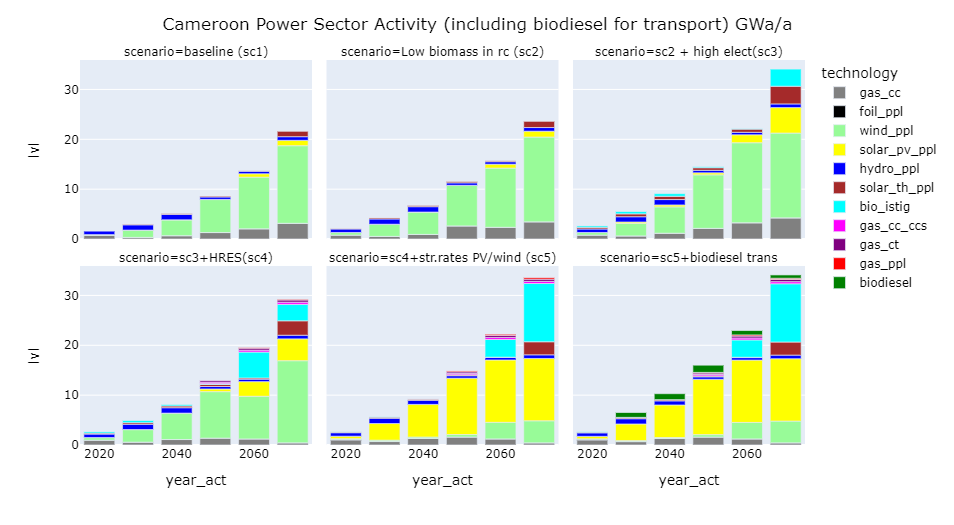 Cameroon Power Sector Activity (including biodiesel for transport) GWa/a
scenario=baseline (sc1)
scenario=Low biomass in rc (sc2)
scenario=sc2 + high elect(sc3)
technology
gas_cc
foil_ppl
wind_ppl
solar_pv_ppl
hydro_ppl
solar_th_ppl
bio_istig
gas_cc_ccs
gas_ct
gas_ppl
biodiesel
lvl
30
20
10
0
scenario=sc3+HRES(sc4)
scenario=sc4+str.rates PV/wind (sc5)
scenario=sc5+biodiesel trans
lvl
30
20
10
0
2020
2040
2060
2020
2040
2060
2020
2040
2060
year_act
year_act
year_act